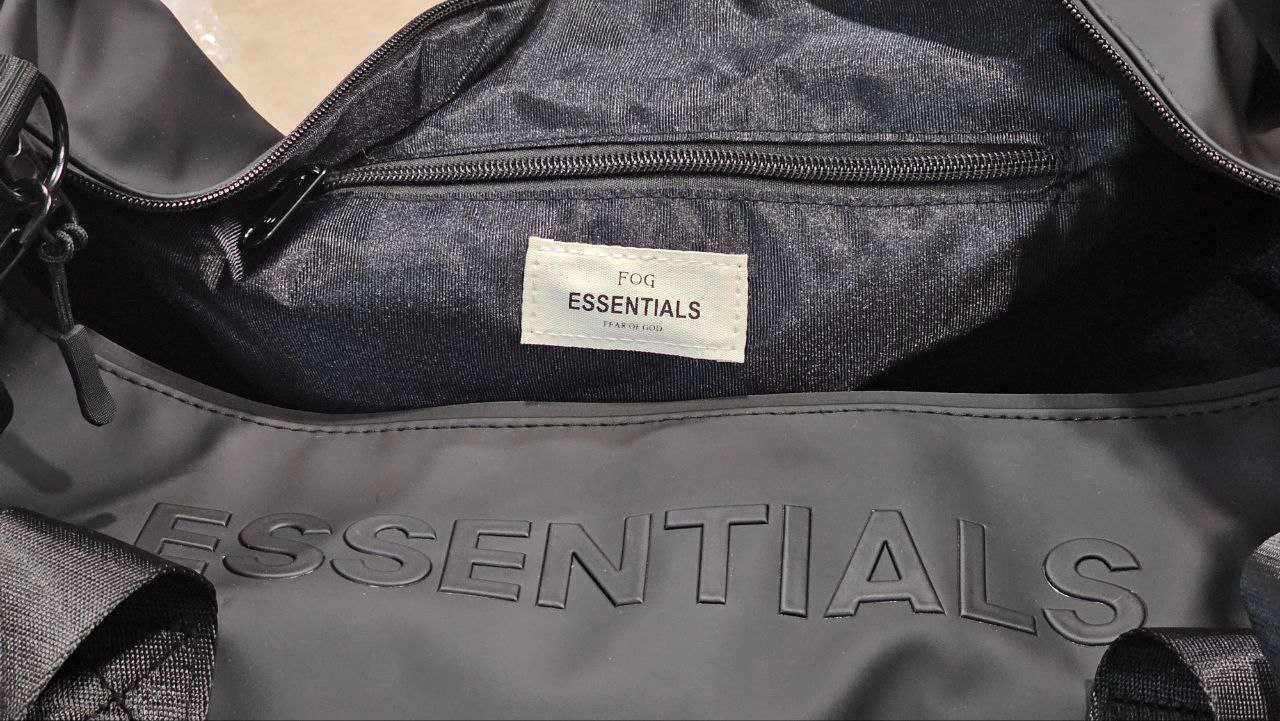 FOG
ESSENTIALS
FEAR OF GOD
ESSENTIALS